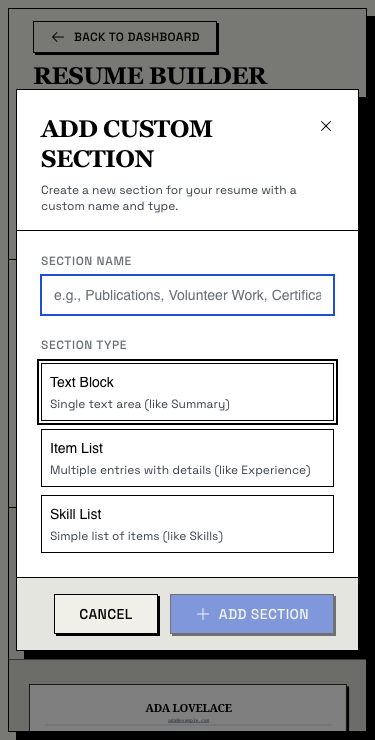 BACK TO DASHBOARD
RESUME BUILDER
ADD CUSTOM
SECTION
Create a new section for your resume with a
custom name and type.
SECTION NAME
e.g., Publications, Volunteer Work, Certifica
SECTION TYPE
Text Block
Single text area (like Summary)
Item List
Multiple entries with details (like Experience)
Skill List
Simple list of items (like Skills)
CANCEL
ADD SECTION
ADA LOVELACE